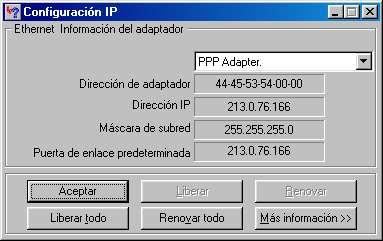 Configuración IP
Ethernet Información del adaptador
PPP Adapter.
Dirección de adaptador 44-45-53-54-00-00
Dirección IP 213.0.76.166
Máscara de subred 255.255.255.0
Puerta de enlace predeterminada 213.0.76.166
Aceptar Liberar Renovar
Liberar todo Renovar todo Más información >>